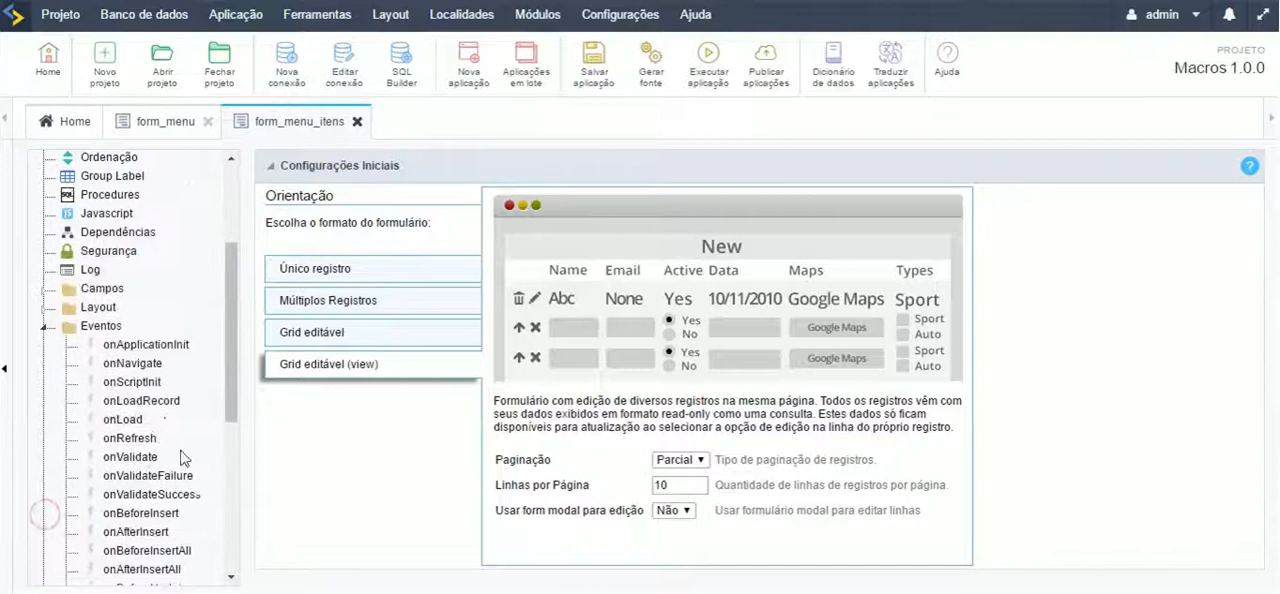 Projeto Banco de dados Aplicação Ferramentas Layout Localidades Módulos Configurações Ajuda admin
Home
Novo projeto
Abrir projeto
Fechar projeto
Nova conexão
Editar conexão
SQL Builder
Nova aplicação
Aplicações em lote
Salvar aplicação
Gerar fonte
Executar aplicação
Publicar aplicações
Dicionário de dados
Traduzir aplicações
Ajuda
PROJETO
Macros 1.0.0
Home form_menu form_menu_itens
Ordenação
Group Label
Procedures
Javascript
Dependências
Segurança
Log
Campos
Layout
Eventos
onApplicationInit
onNavigate
onScriptInit
onLoadRecord
onLoad
onRefresh
onValidate
onValidateFailure
onValidateSuccess
onBeforeInsert
onAfterInsert
onBeforeInsertAll
onAfterInsertAll
Configurações Iniciais
Orientação
Escolha o formato do formulário:
Único registro
Múltiplos Registros
Grid editável
Grid editável (view)
New
Name Email Active Data Maps Types
Abc None Yes 10/11/2010 Google Maps Sport
Yes Google Maps Sport
No Auto
Yes Google Maps Sport
No Auto
Formulário com edição de diversos registros na mesma página. Todos os registros vêm com
seus dados exibidos em formato read-only como uma consulta. Estes dados só ficam
disponíveis para atualização ao selecionar a opção de edição na linha do próprio registro.
Paginação Parcial Tipo de paginação de registros.
Linhas por Página 10 Quantidade de linhas de registros por página.
Usar form modal para edição Não Usar formulário modal para editar linhas